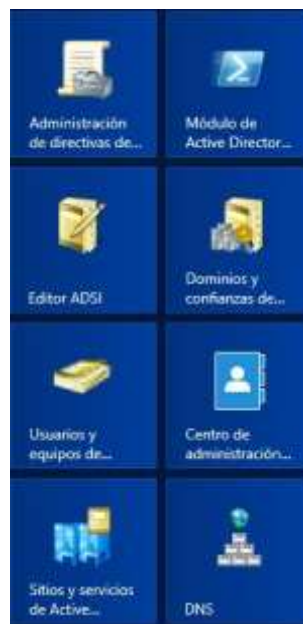 Administración
de directivas de...
Módulo de
Active Director...
Editor ADSI
Dominios y
confianzas de...
Usuarios y
equipos de...
Centro de
administración...
Sitios y servicios
de Active...
DNS